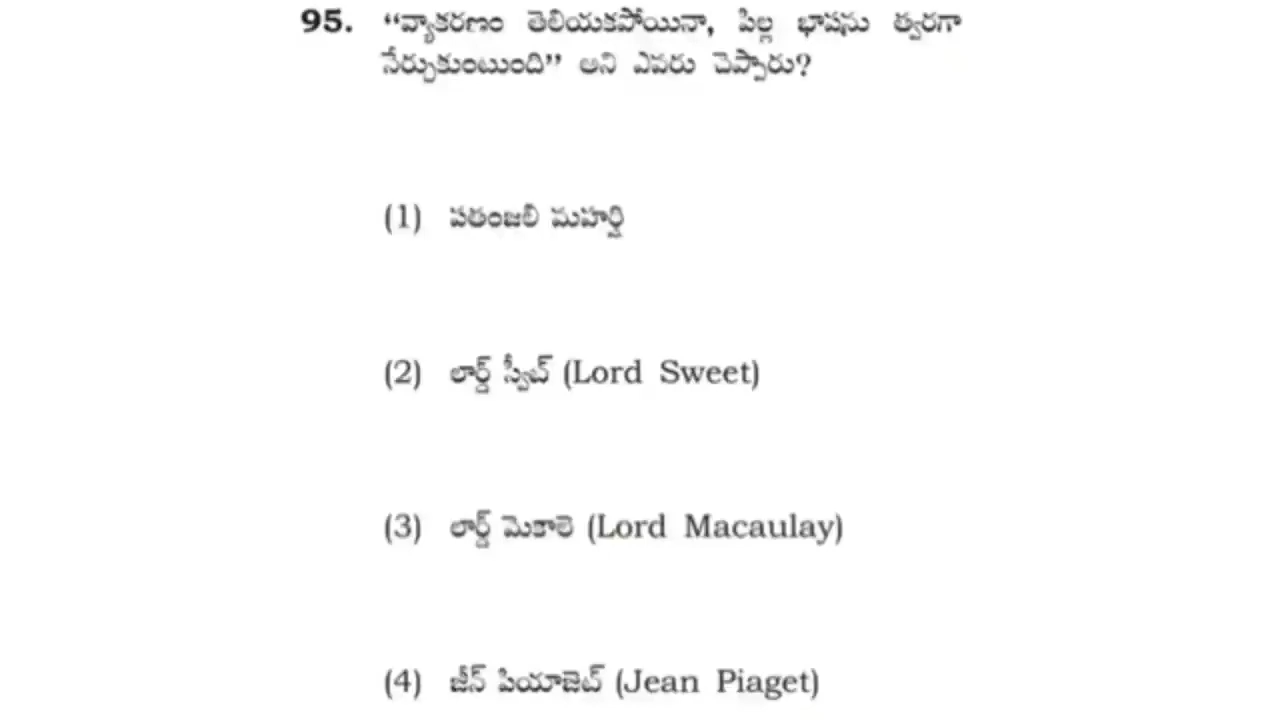 95. “వ్యాకరణం తెలియకపోయినా, పిల్ల భాషను త్వరగా
నేర్చుకుంటుంది” అని ఎవరు చెప్పారు?
(1) పతంజలి మహర్షి
(2) లార్డ్ స్వీట్ (Lord Sweet)
(3) లార్డ్ మెకాలె (Lord Macaulay)
(4) జీన్ పియాజెట్ (Jean Piaget)